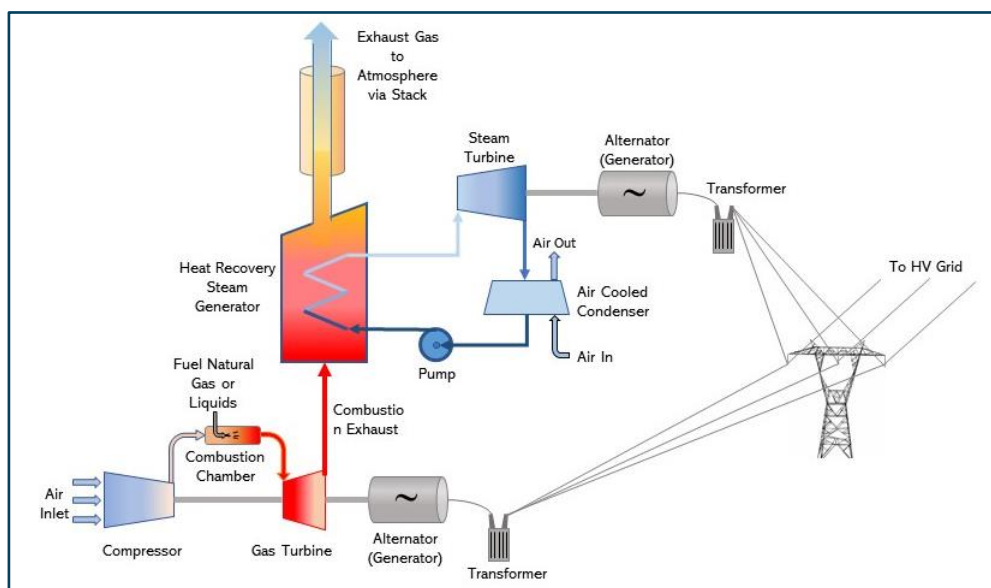 Exhaust Gas
to
Atmosphere
via Stack
Steam
Turbine
Alternator
(Generator)
~
Transformer
Heat Recovery
Steam
Generator
Air Out
Air Cooled
Condenser
Air In
Pump
To HV Grid
Fuel Natural
Gas or
Liquids
Combustion
Chamber
Combustio
n Exhaust
Air
Inlet
Compressor
Gas Turbine
~
Alternator
(Generator)
Transformer